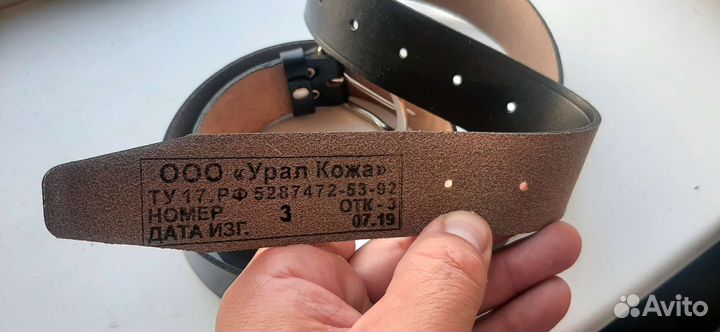 ООО «Урал Кожа»
ТУ 17.РФ 5287472-53-92
НОМЕР 3 ОТК-3
ДАТА ИЗГ. 07.19
Avito